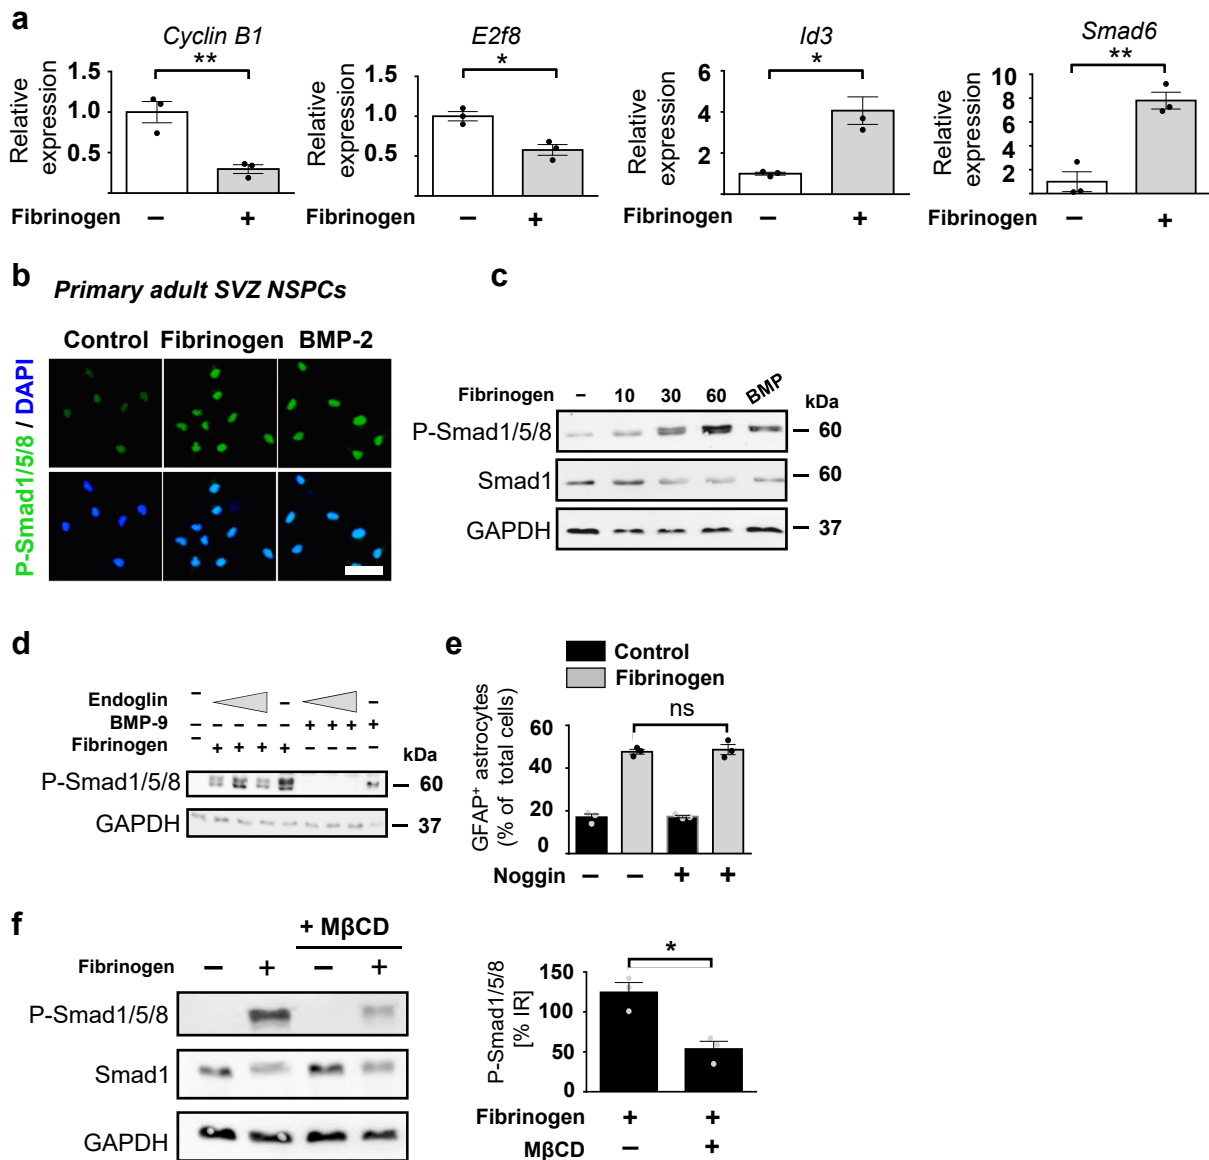 a
Cyclin B1
E2f8
Id3
Smad6
** * * **
Relative expression
1.5
1.0
0.5
Relative expression
1.5
1.0
0.5
Relative expression
6
4
2
Relative expression
10
8
6
4
2
0
Fibrinogen − +
Fibrinogen − +
Fibrinogen − +
Fibrinogen − +
b
Primary adult SVZ NSPCs
Control Fibrinogen BMP-2
P-Smad1/5/8 / DAPI
c
Fibrinogen − 10 30 60 BMP
kDa
P-Smad1/5/8 − 60
Smad1 − 60
GAPDH − 37
d
Endoglin − − −
BMP-9 − − − − − + + + +
Fibrinogen − + + + + − − − −
kDa
P-Smad1/5/8 − 60
GAPDH − 37
e
Control
Fibrinogen
GFAP+ astrocytes
(% of total cells)
60
40
20
0
ns
Noggin − − + +
f
+ MβCD
Fibrinogen − + − +
P-Smad1/5/8
Smad1
GAPDH
P-Smad1/5/8
[% IR]
150
100
50
0
*
Fibrinogen + +
MβCD − +